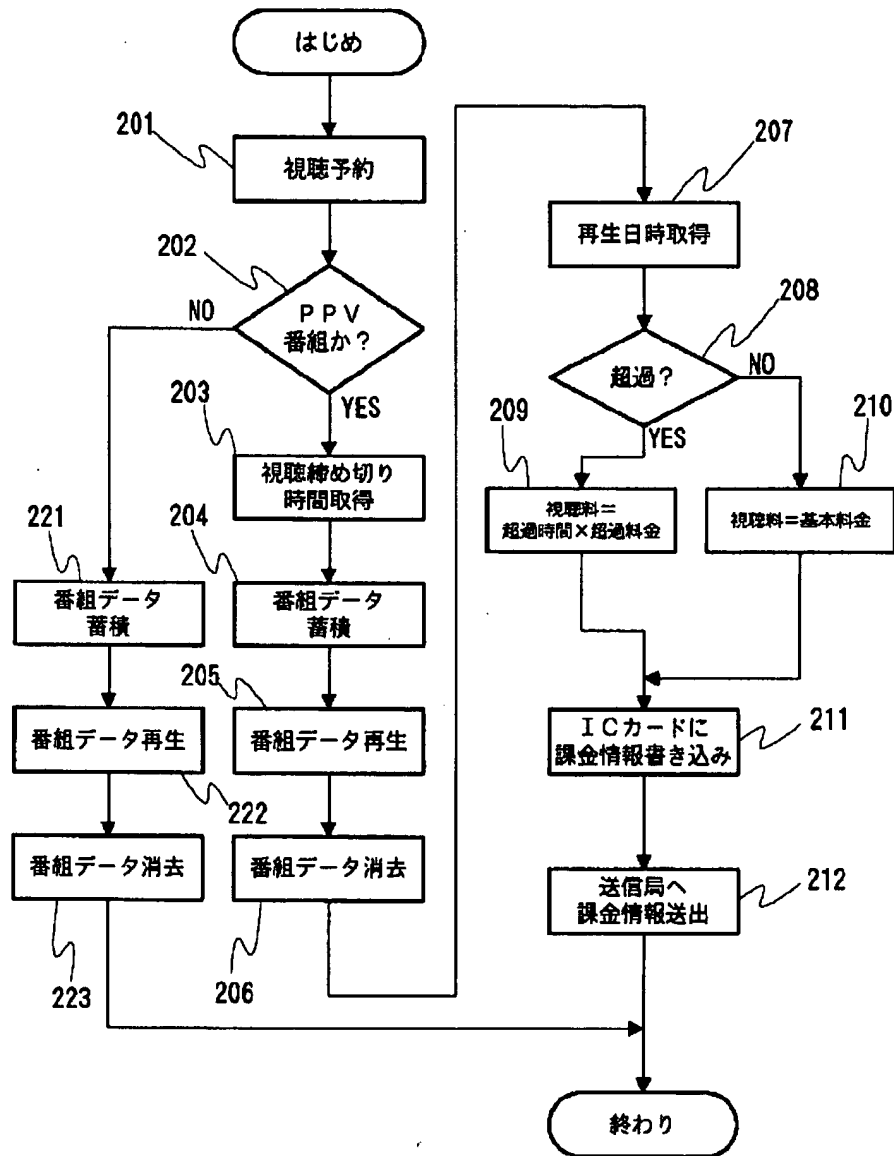 はじめ
201
視聴予約
202
PPV
番組か?
NO
YES
203
視聴締め切り
時間取得
221
番組データ
蓄積
204
番組データ
蓄積
222
番組データ再生
205
番組データ再生
223
番組データ消去
206
番組データ消去
207
再生日時取得
208
超過?
NO
YES
209
視聴料=
超過時間×超過料金
210
視聴料=基本料金
211
ICカードに
課金情報書き込み
212
送信局へ
課金情報送出
終わり